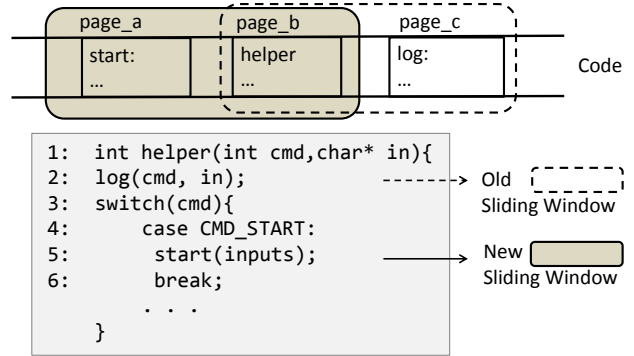 page_a page_b page_c
start: helper log:
... ... ...
Code
1: int helper(int cmd,char* in){
2: log(cmd, in);
3: switch(cmd){
4: case CMD_START:
5: start(inputs);
6: break;
. . .
}
Old
Sliding Window
New
Sliding Window